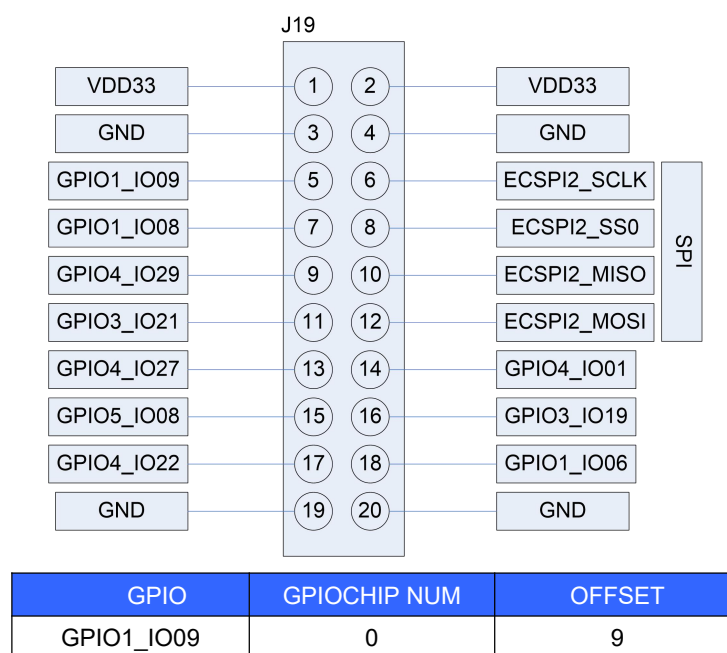 J19
VDD33 1 2 VDD33
GND 3 4 GND
GPIO1_IO09 5 6 ECSPI2_SCLK
GPIO1_IO08 7 8 ECSPI2_SS0
GPIO4_IO29 9 10 ECSPI2_MISO
GPIO3_IO21 11 12 ECSPI2_MOSI
SPI
GPIO4_IO27 13 14 GPIO4_IO01
GPIO5_IO08 15 16 GPIO3_IO19
GPIO4_IO22 17 18 GPIO1_IO06
GND 19 20 GND
GPIO GPIOCHIP NUM OFFSET
GPIO1_IO09 0 9